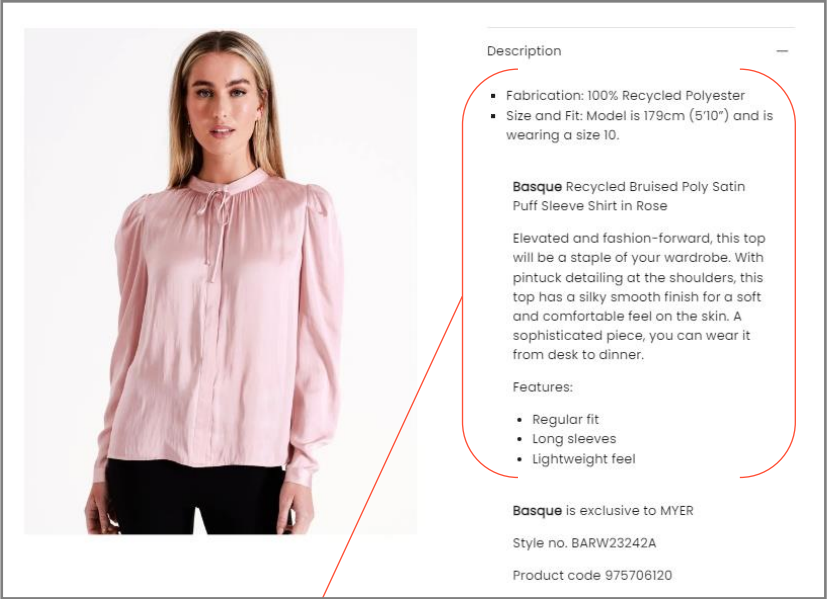 Description
Fabrication: 100% Recycled Polyester
Size and Fit: Model is 179cm (5'10") and is
wearing a size 10.
Basque Recycled Bruised Poly Satin
Puff Sleeve Shirt in Rose
Elevated and fashion-forward, this top
will be a staple of your wardrobe. With
pintuck detailing at the shoulders, this
top has a silky smooth finish for a soft
and comfortable feel on the skin. A
sophisticated piece, you can wear it
from desk to dinner.
Features:
Regular fit
Long sleeves
Lightweight feel
Basque is exclusive to MYER
Style no. BARW23242A
Product code 975706120